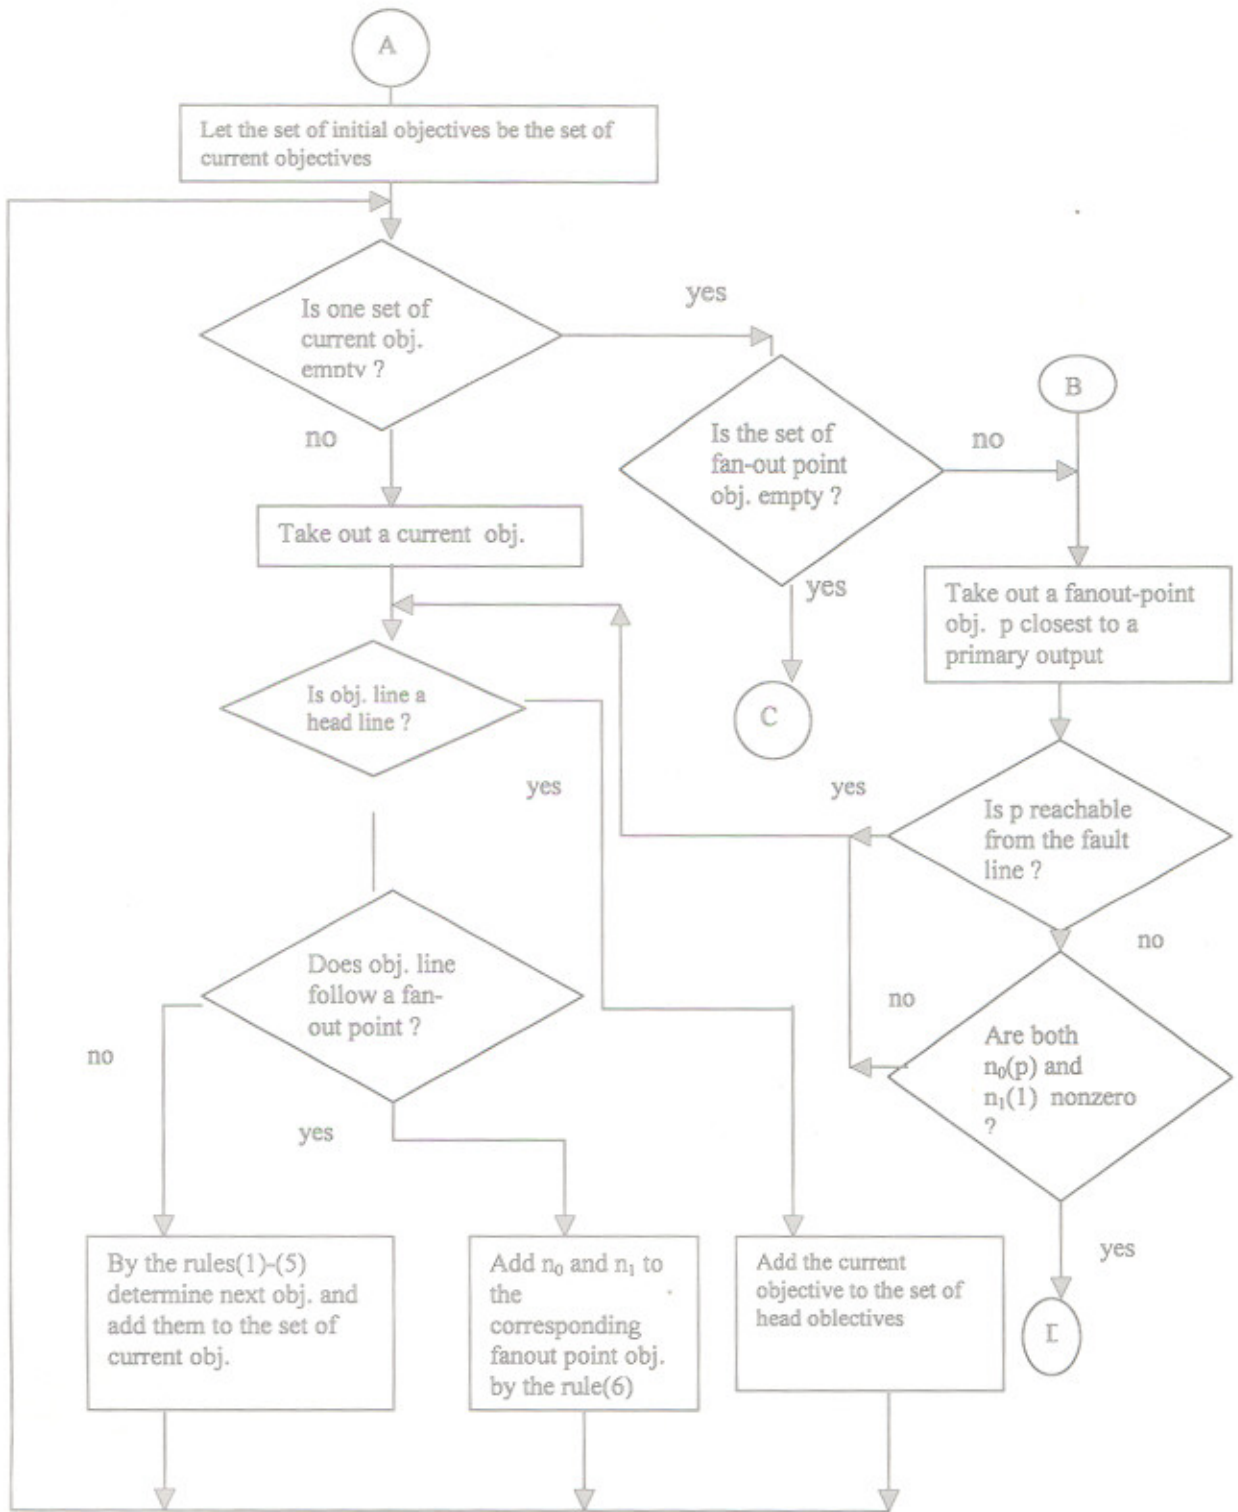 A
Let the set of initial objectives be the set of
current objectives
Is one set of
current obj.
empty ?
yes
no
B
Is the set of
fan-out point
obj. empty ?
no
yes
Take out a current obj.
Take out a fanout-point
obj. p closest to a
primary output
C
Is obj. line a
head line ?
yes
yes
Is p reachable
from the fault
line ?
no
Does obj. line
follow a fan-
out point ?
no
yes
no
Are both
n₀(p) and
n₁(1) nonzero
?
yes
By the rules(1)-(5)
determine next obj. and
add them to the set of
current obj.
Add n₀ and n₁ to
the
corresponding
fanout point obj.
by the rule(6)
Add the current
objective to the set of
head oblectives